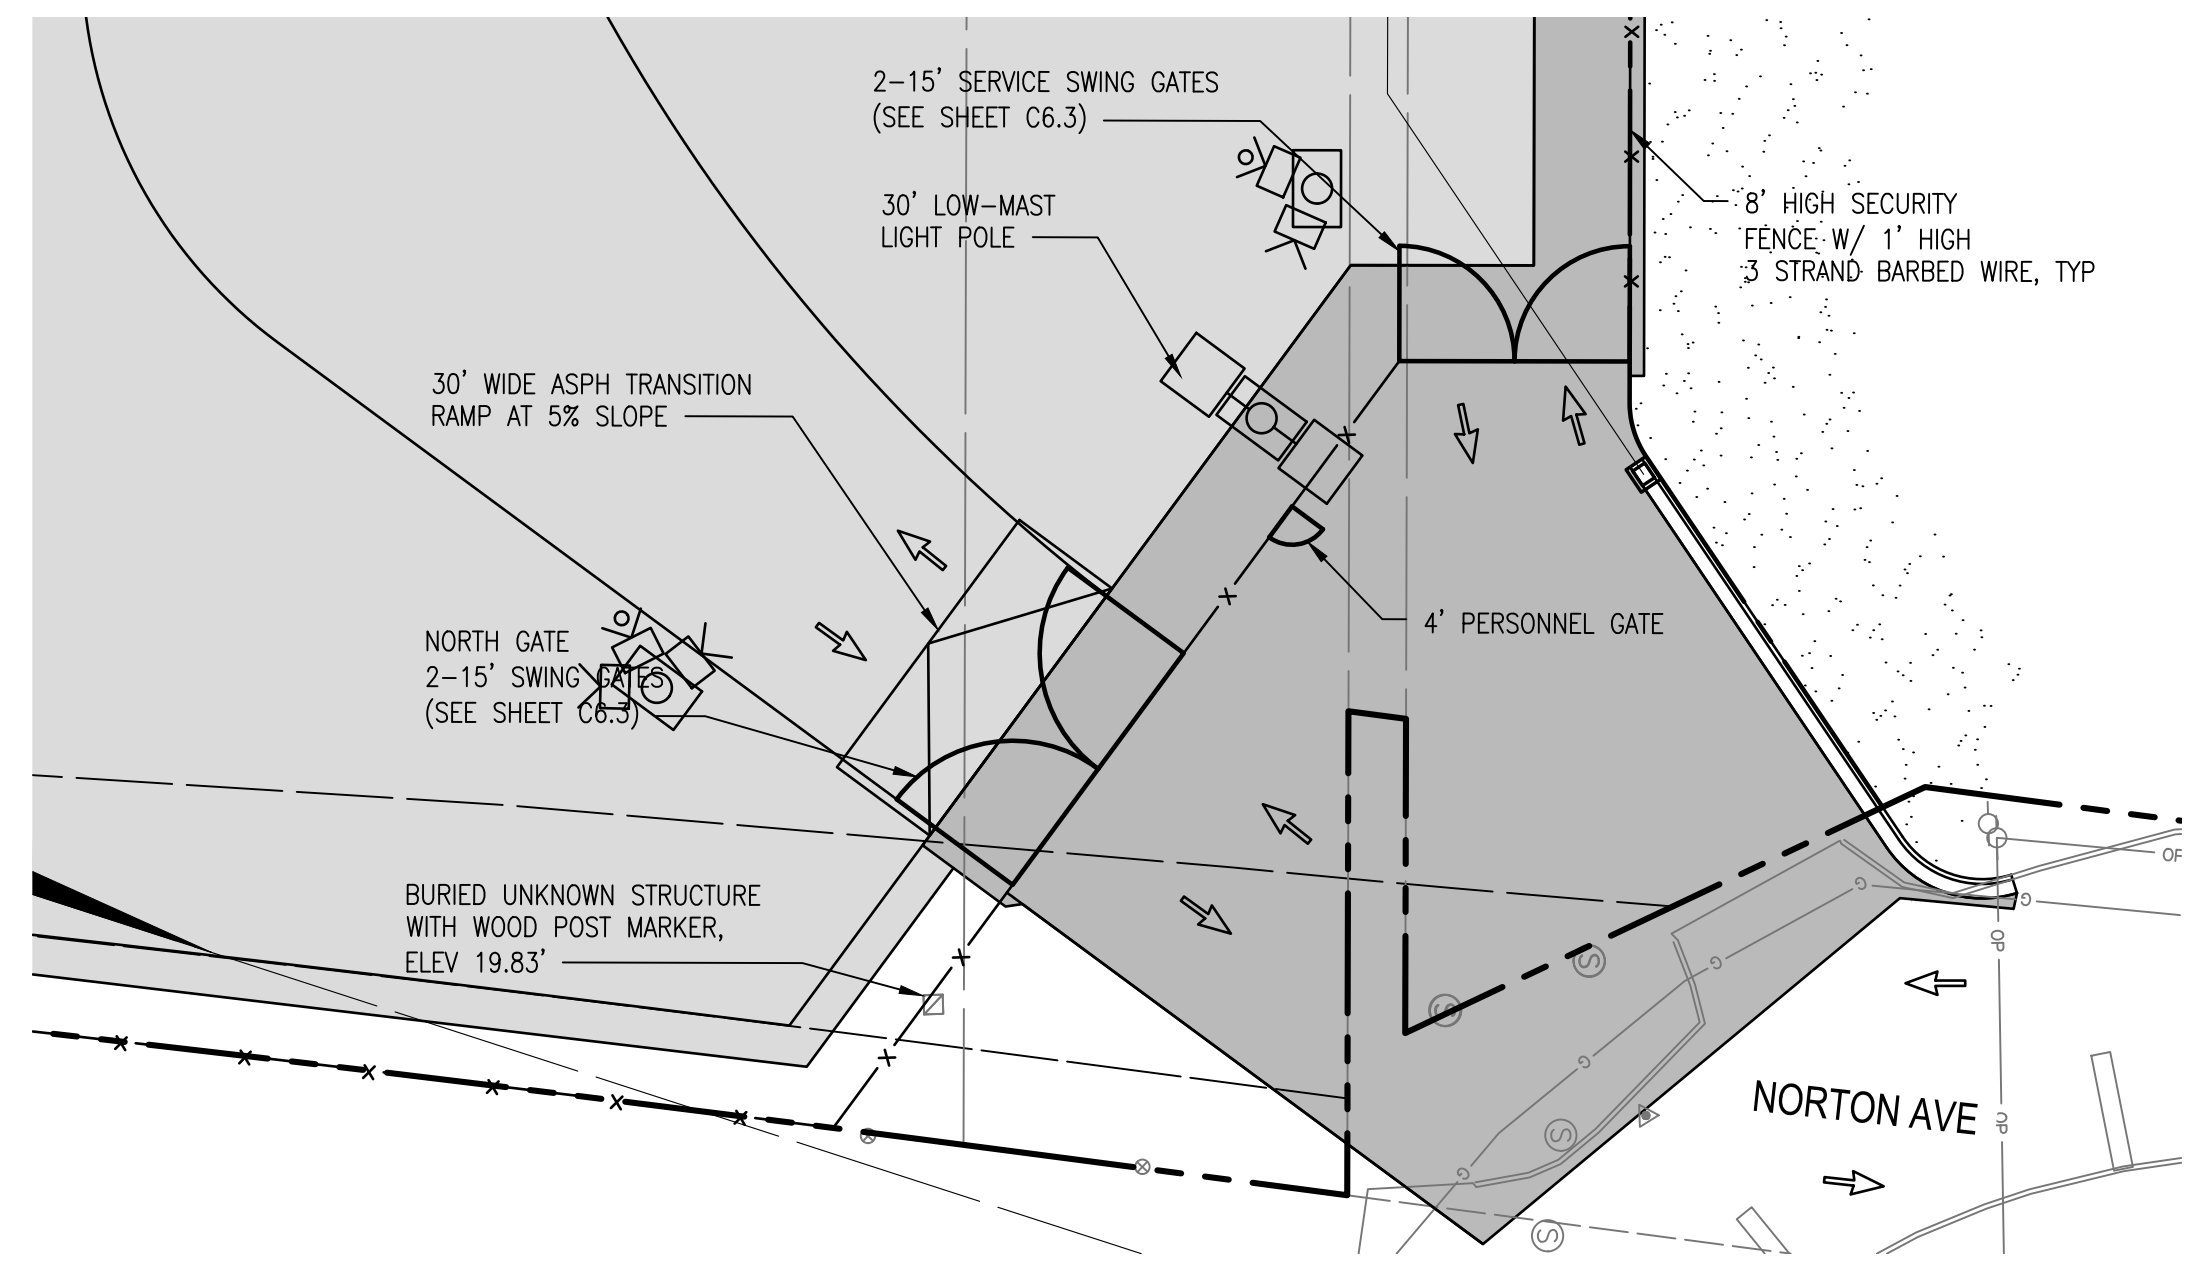 2-15' SERVICE SWING GATES
(SEE SHEET C6.3)
30' LOW-MAST
LIGHT POLE
8' HIGH SECURITY
FENCE W/ 1' HIGH
3 STRAND BARBED WIRE, TYP
30' WIDE ASPH TRANSITION
RAMP AT 5% SLOPE
4' PERSONNEL GATE
NORTH GATE
2-15' SWING GATES
(SEE SHEET C6.3)
BURIED UNKNOWN STRUCTURE
WITH WOOD POST MARKER,
ELEV 19.83'
NORTON AVE
OP
OP
G
G
G
G
G
S
S
S
S